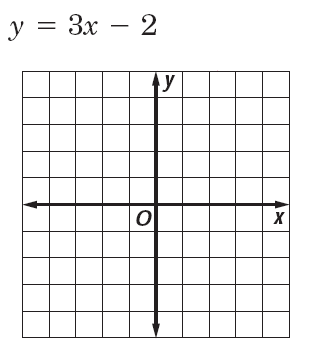 y = 3x − 2
y
O
x